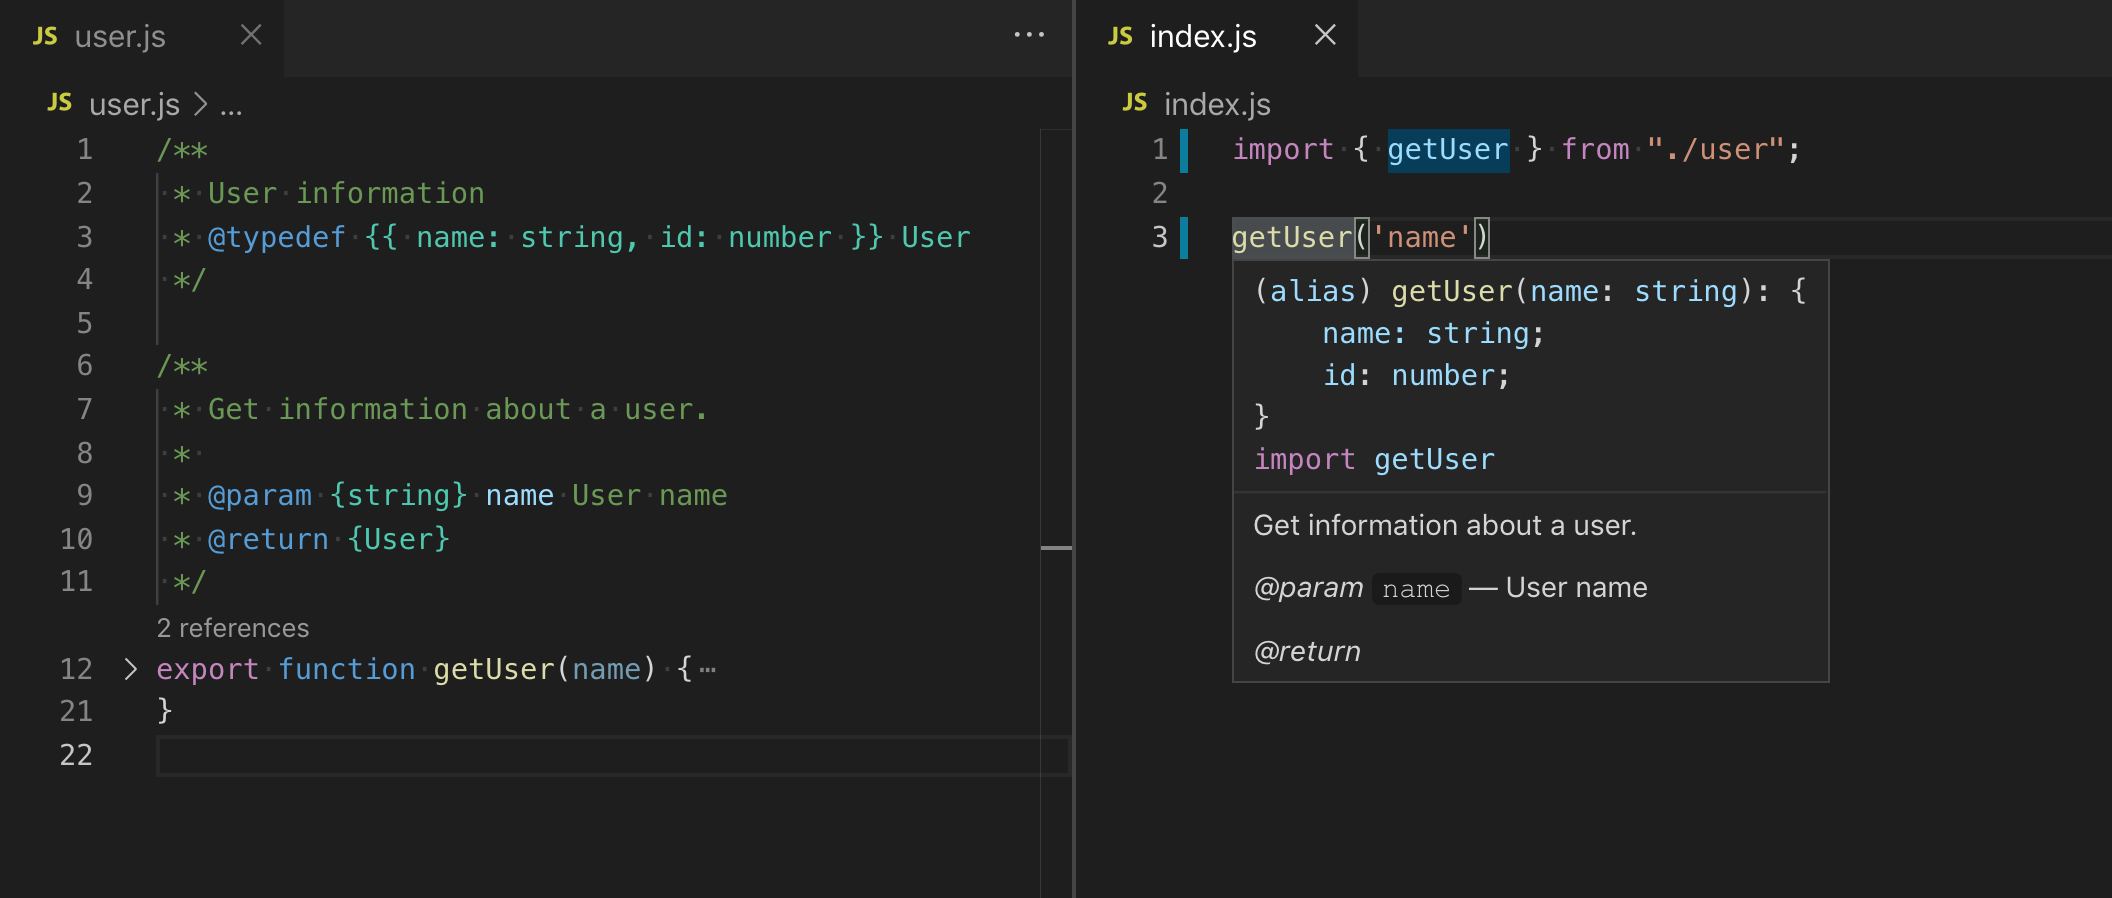 JS user.js
JS user.js > ...
1 /**
2  * User information
3  * @typedef {{ name: string, id: number }} User
4  */
5
6 /**
7  * Get information about a user.
8  *
9  * @param {string} name User name
10  * @return {User}
11  */
2 references
12 > export function getUser(name) { ⋯
21 }
22
JS index.js
JS index.js
1 import { getUser } from "./user";
2
3 getUser('name')
(alias) getUser(name: string): {
    name: string;
    id: number;
}
import getUser
Get information about a user.
@param name — User name
@return